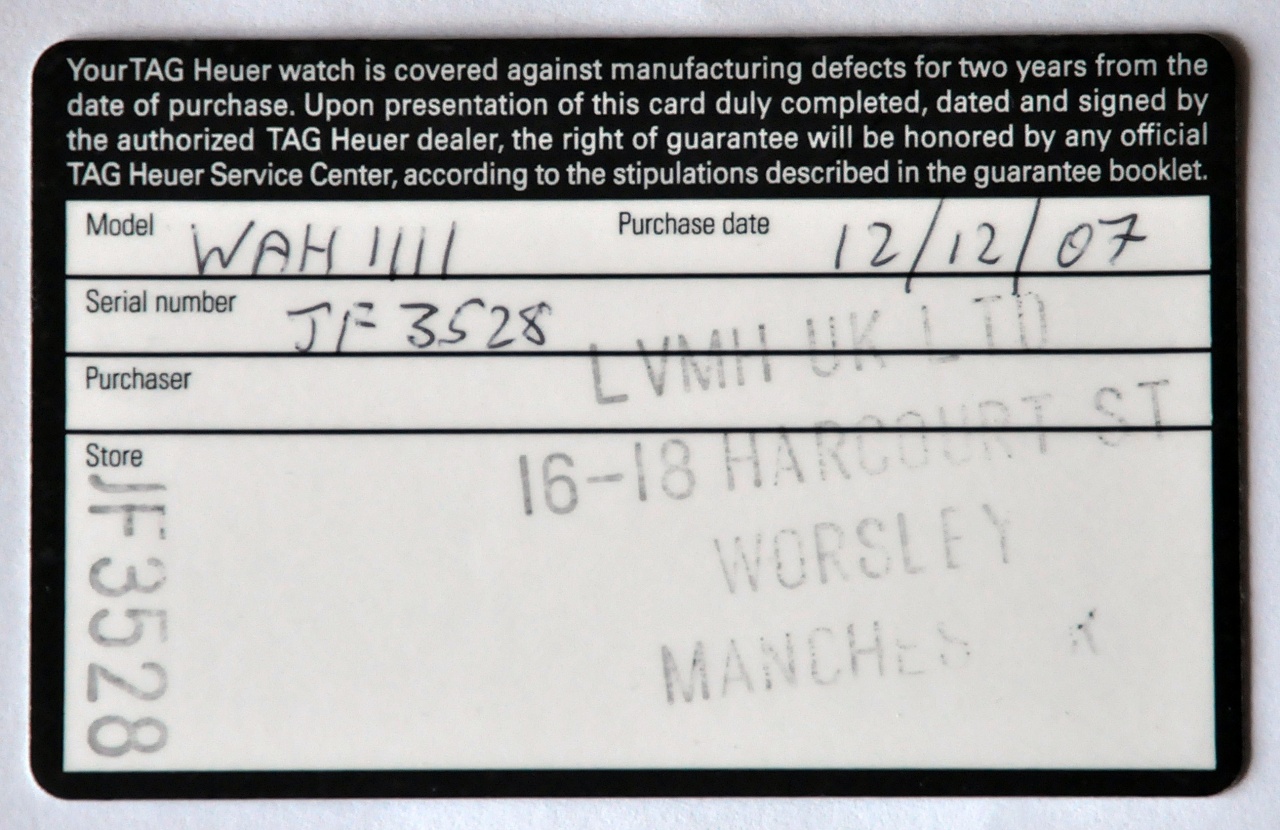 Your TAG Heuer watch is covered against manufacturing defects for two years from the
date of purchase. Upon presentation of this card duly completed, dated and signed by
the authorized TAG Heuer dealer, the right of guarantee will be honored by any official
TAG Heuer Service Center, according to the stipulations described in the guarantee booklet.
Model WAH 1111 Purchase date 12/12/07
Serial number JF 3528
LVMH UK LTD
Purchaser
16-18 HARCOURT ST
Store
WORSLEY
JF3528